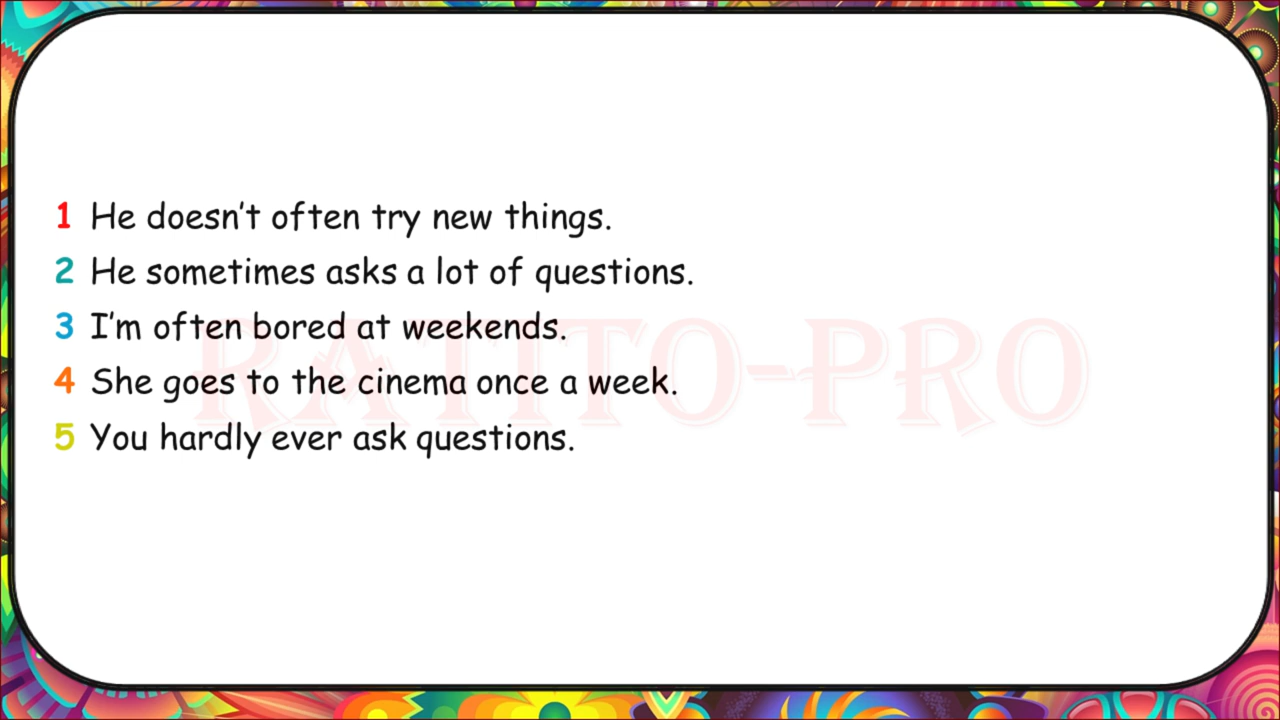 1 He doesn't often try new things.
2 He sometimes asks a lot of questions.
3 I'm often bored at weekends.
4 She goes to the cinema once a week.
5 You hardly ever ask questions.
RATITO-PRO